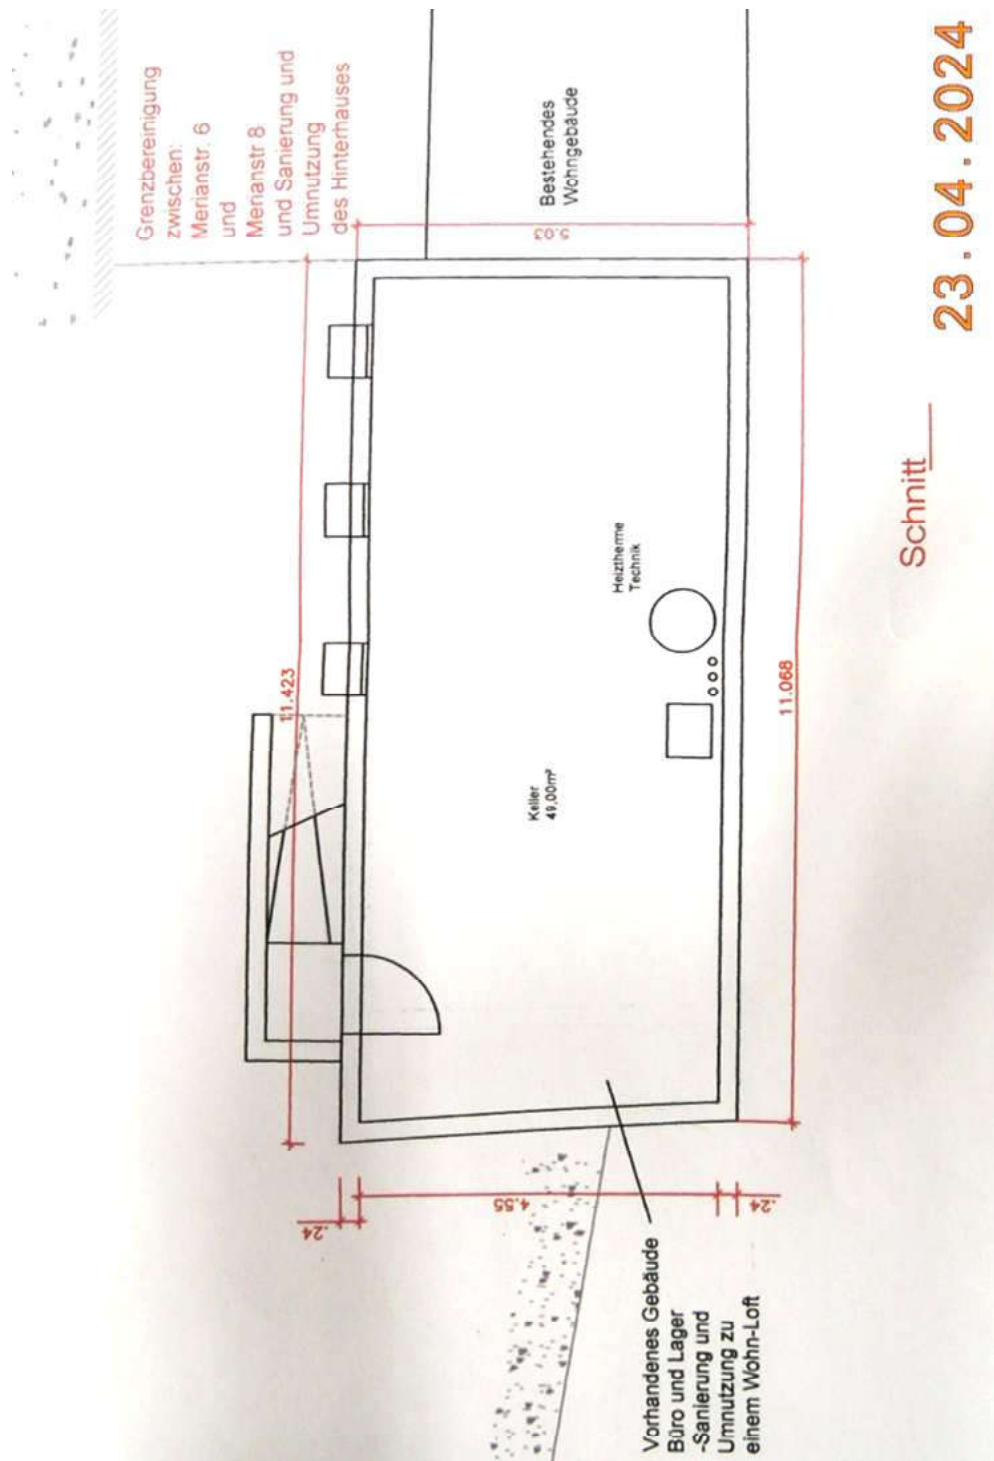 Grenzbereinigung
zwischen:
Merianstr. 6
und
Merianstr 8
und Sanierung und
Umnutzung
des Hinterhauses
Bestehendes
Wohngebäude
5.03
11.423
Heiztherme
Technik
Keller
49,00m²
11.068
.24
4.55
.24
Vorhandenes Gebäude
Büro und Lager
-Sanierung und
Umnutzung zu
einem Wohn-Loft
Schnitt
23.04.2024